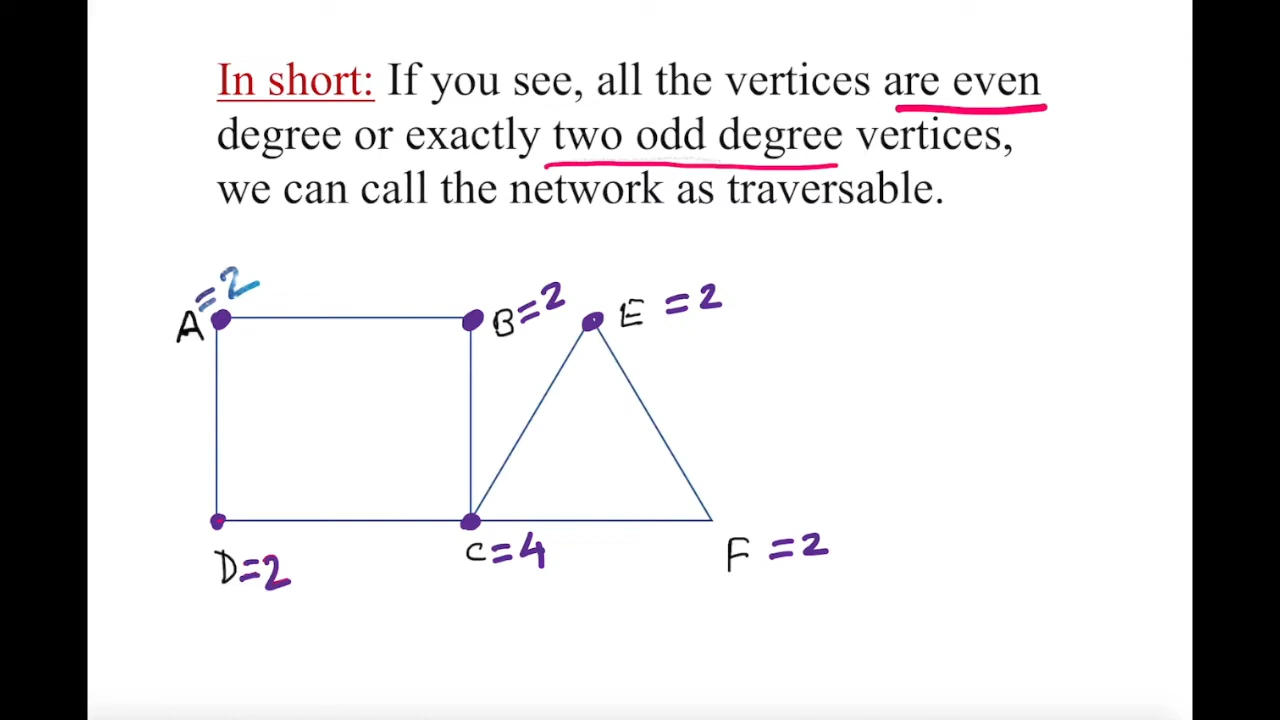 In short: If you see, all the vertices are even
degree or exactly two odd degree vertices,
we can call the network as traversable.
A =2
B =2
E =2
D =2
C =4
F =2